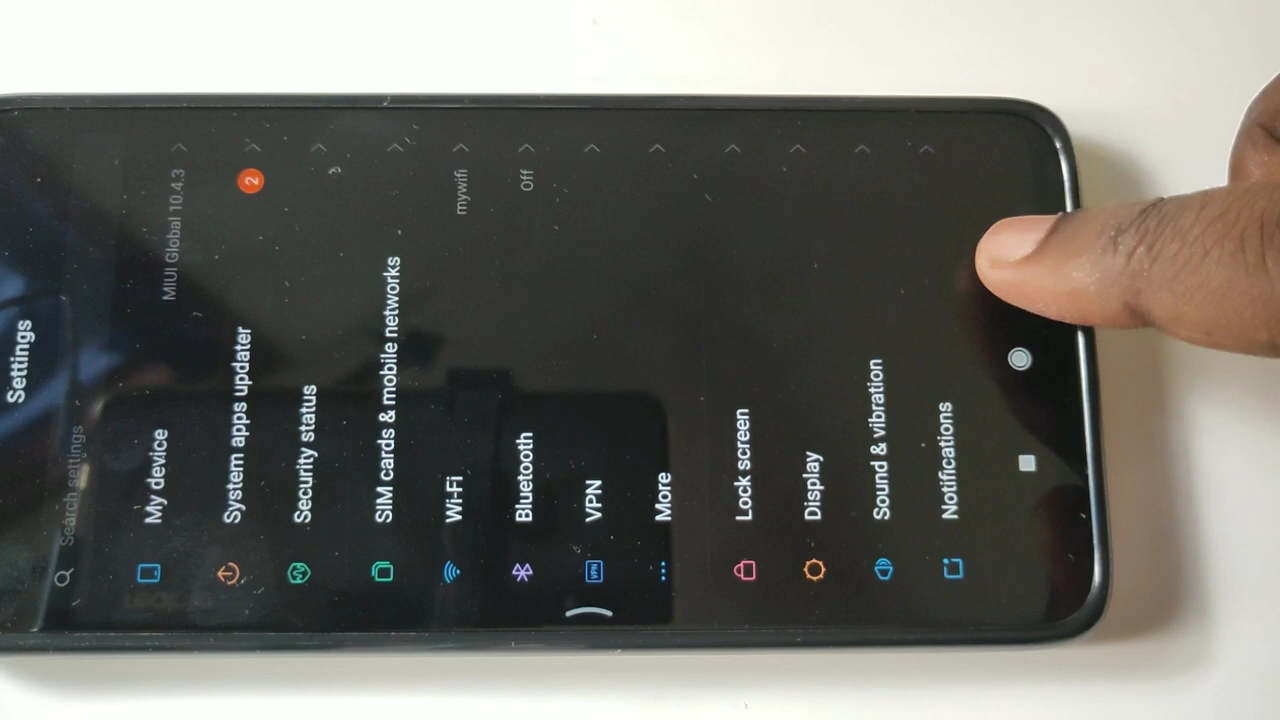 Settings
Search settings
My device MIUI Global 10.4.3
System apps updater 2
Security status
SIM cards & mobile networks
Wi-Fi mywifi
Bluetooth Off
VPN VPN
More
Lock screen
Display
Sound & vibration
Notifications